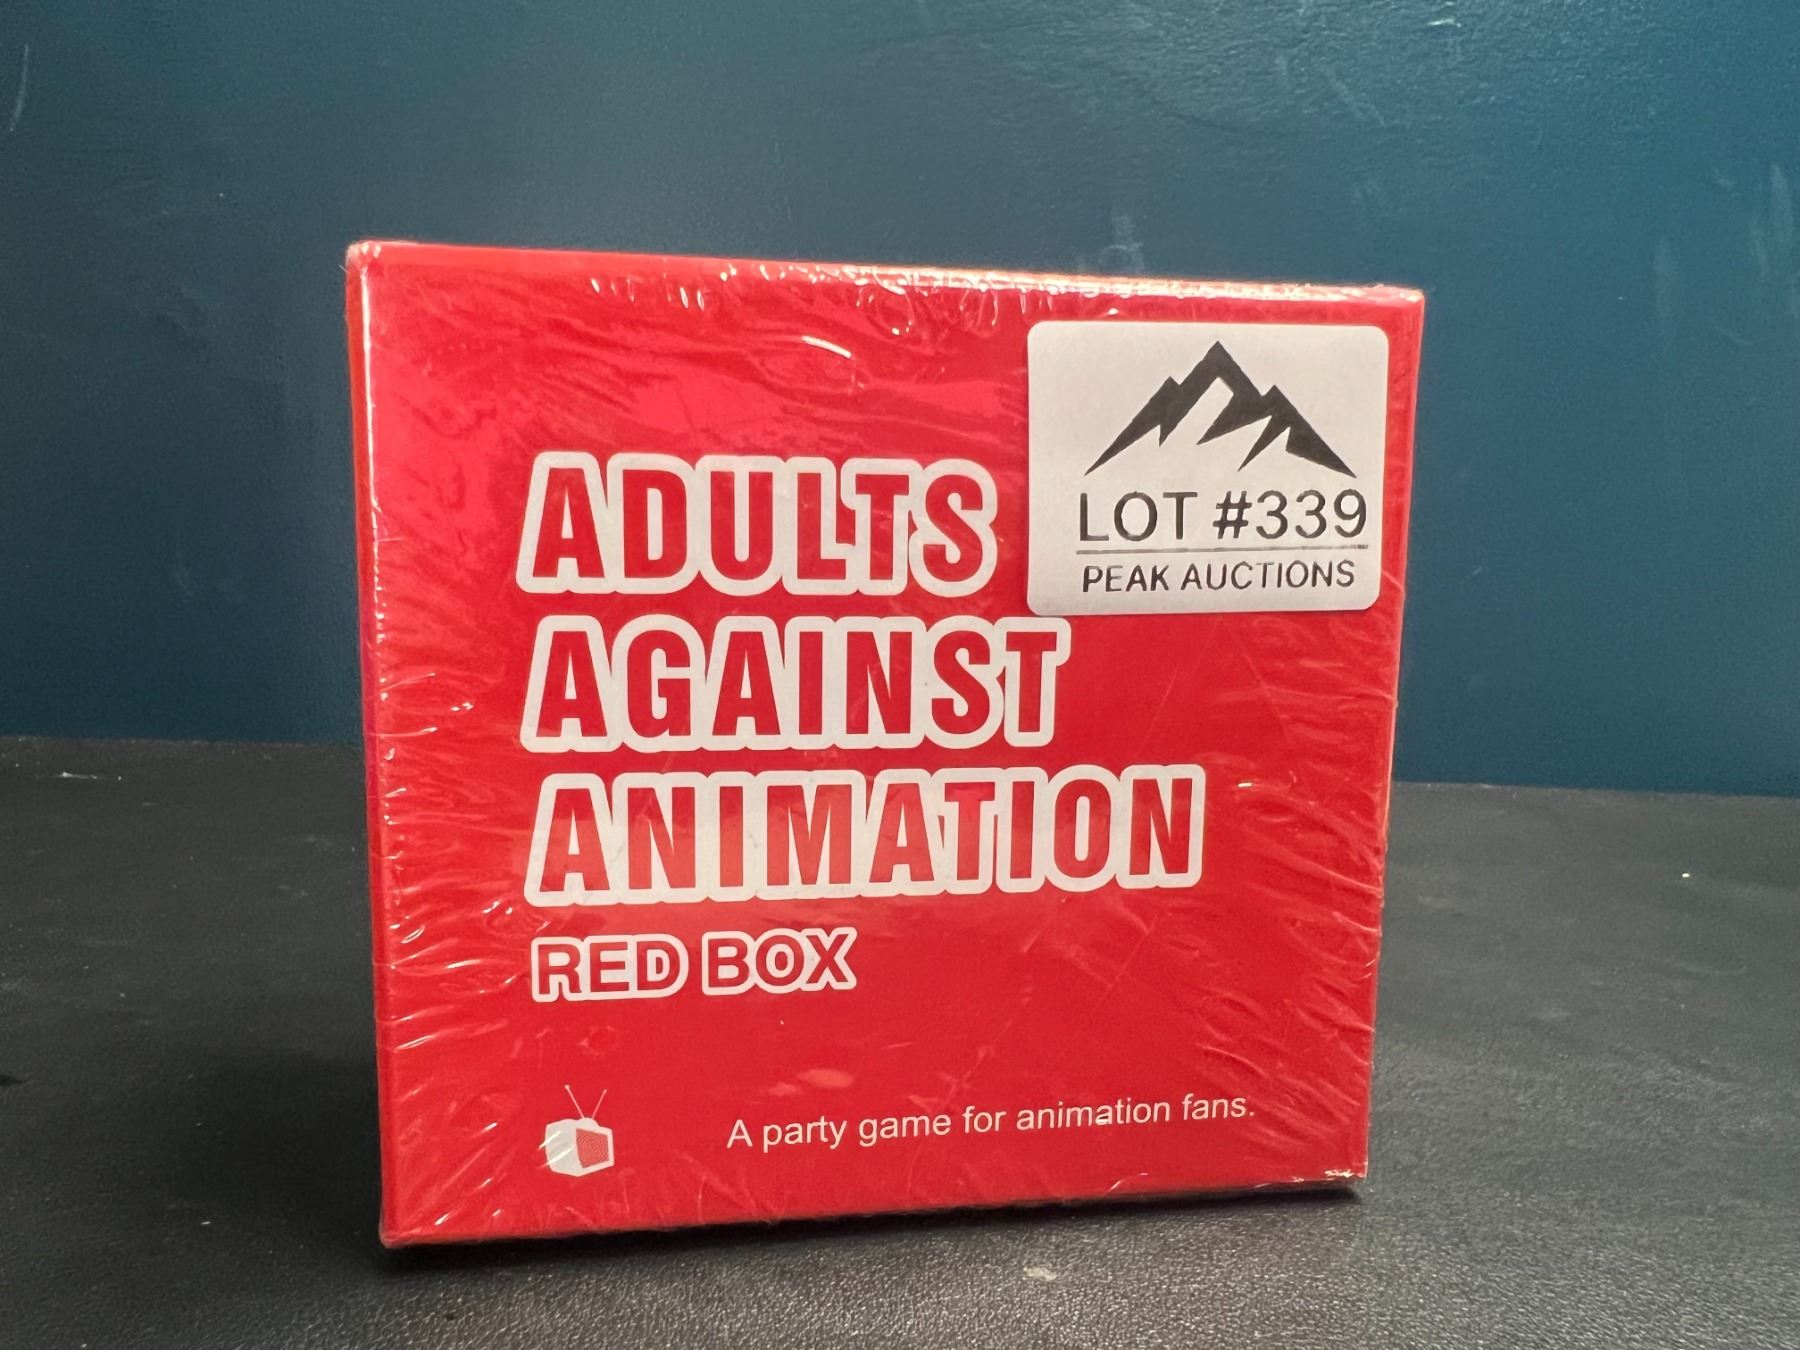 LOT #339
PEAK AUCTIONS
ADULTS
AGAINST
ANIMATION
RED BOX
A party game for animation fans.